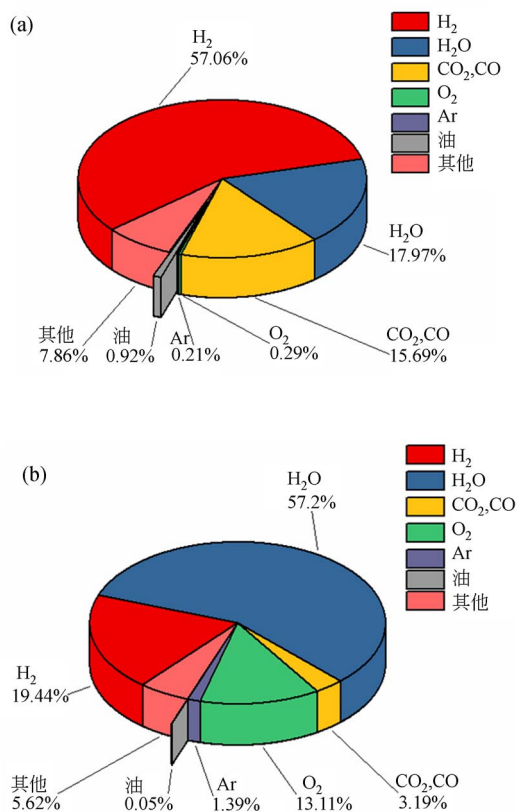 (a)
H₂
57.06%
H₂
H₂O
CO₂,CO
O₂
Ar
油
其他
H₂O
17.97%
其他
7.86%
油
0.92%
Ar
0.21%
O₂
0.29%
CO₂,CO
15.69%
(b)
H₂O
57.2%
H₂
H₂O
CO₂,CO
O₂
Ar
油
其他
H₂
19.44%
其他
5.62%
油
0.05%
Ar
1.39%
O₂
13.11%
CO₂,CO
3.19%